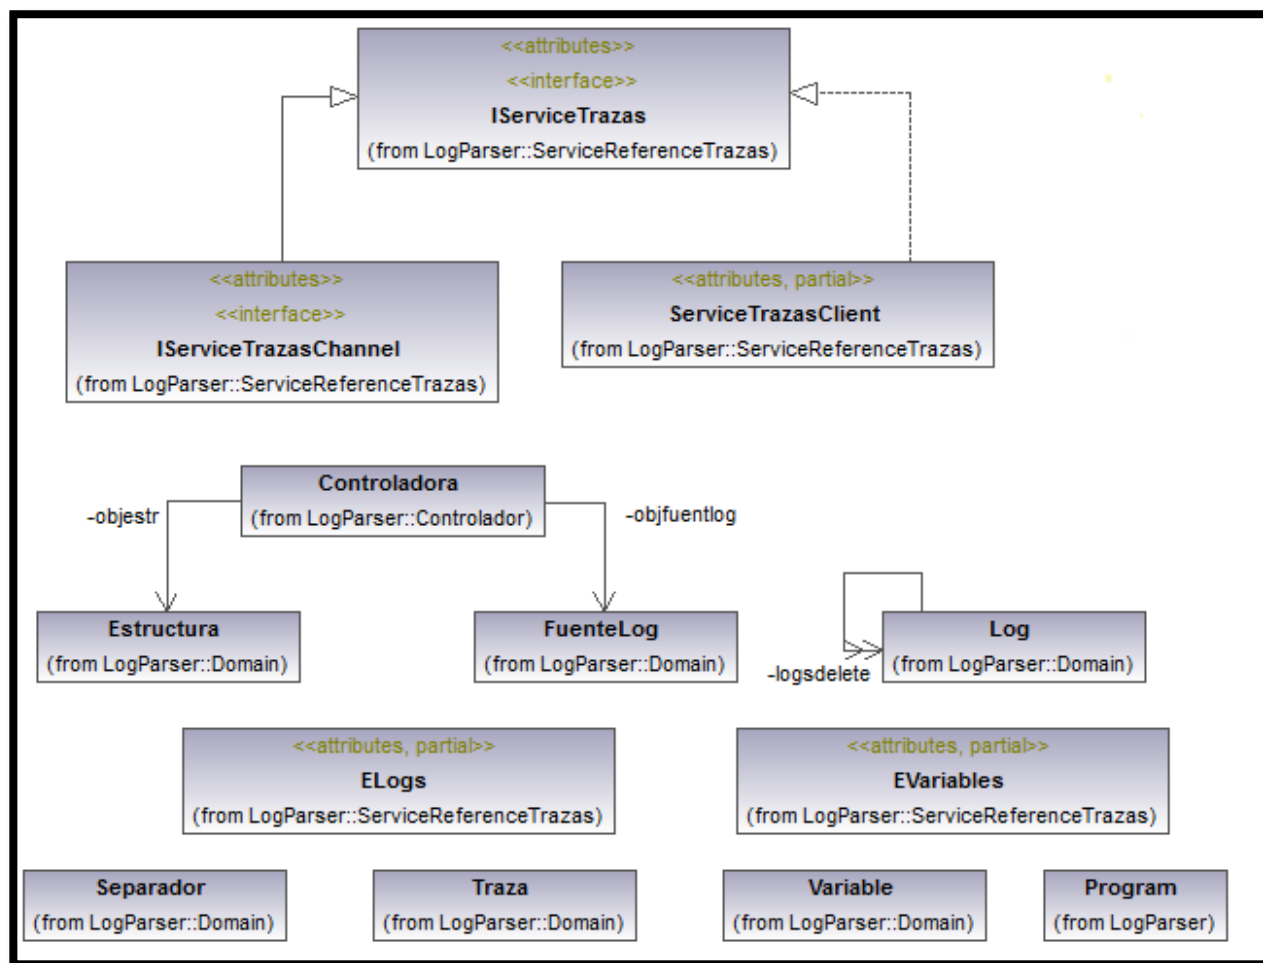 <<attributes>>
<<interface>>
IServiceTrazas
(from LogParser::ServiceReferenceTrazas)
<<attributes>>
<<interface>>
IServiceTrazasChannel
(from LogParser::ServiceReferenceTrazas)
<<attributes, partial>>
ServiceTrazasClient
(from LogParser::ServiceReferenceTrazas)
Controladora
(from LogParser::Controlador)
-objestr
-objfuentlog
Estructura
(from LogParser::Domain)
FuenteLog
(from LogParser::Domain)
Log
(from LogParser::Domain)
-logsdelete
<<attributes, partial>>
ELogs
(from LogParser::ServiceReferenceTrazas)
<<attributes, partial>>
EVariables
(from LogParser::ServiceReferenceTrazas)
Separador
(from LogParser::Domain)
Traza
(from LogParser::Domain)
Variable
(from LogParser::Domain)
Program
(from LogParser)